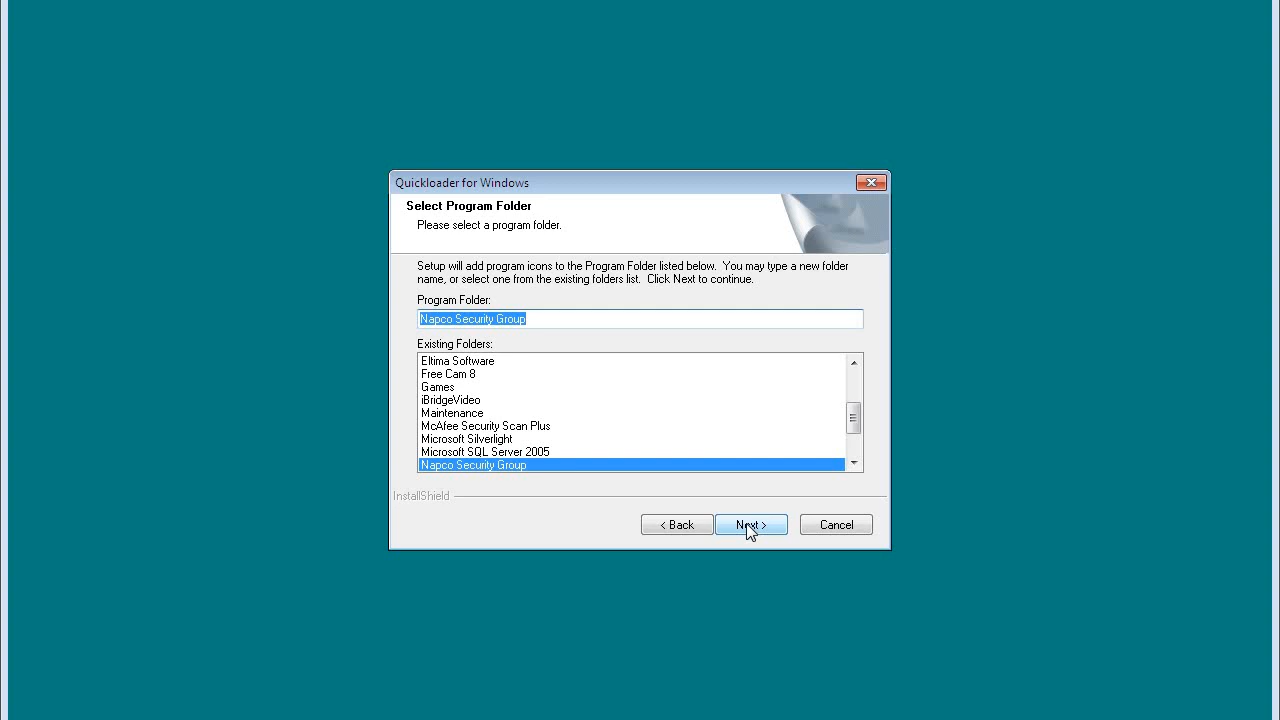 Quickloader for Windows
Select Program Folder
Please select a program folder.
Setup will add program icons to the Program Folder listed below. You may type a new folder
name, or select one from the existing folders list. Click Next to continue.
Program Folder:
Napco Security Group
Existing Folders:
Eltima Software
Free Cam 8
Games
iBridgeVideo
Maintenance
McAfee Security Scan Plus
Microsoft Silverlight
Microsoft SQL Server 2005
Napco Security Group
InstallShield
< Back Next > Cancel